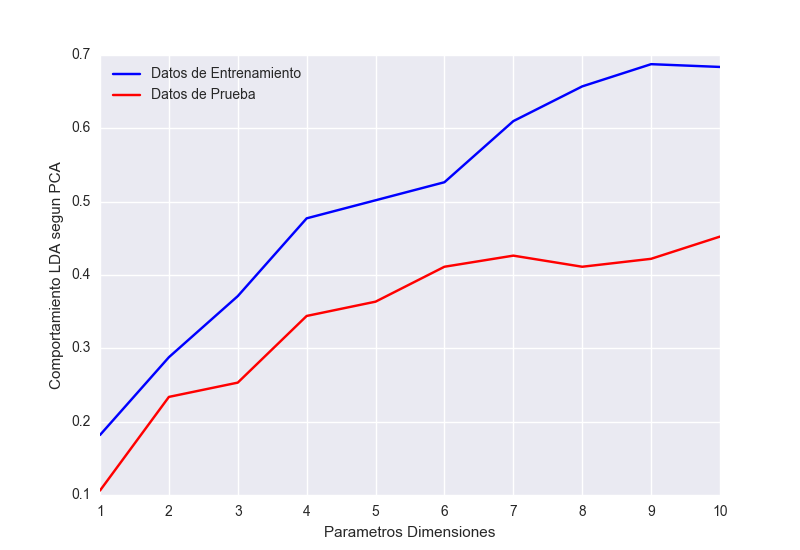 0.7
0.6
0.5
0.4
0.3
0.2
0.1
Datos de Entrenamiento
Datos de Prueba
Comportamiento LDA segun PCA
1 2 3 4 5 6 7 8 9 10
Parametros Dimensiones